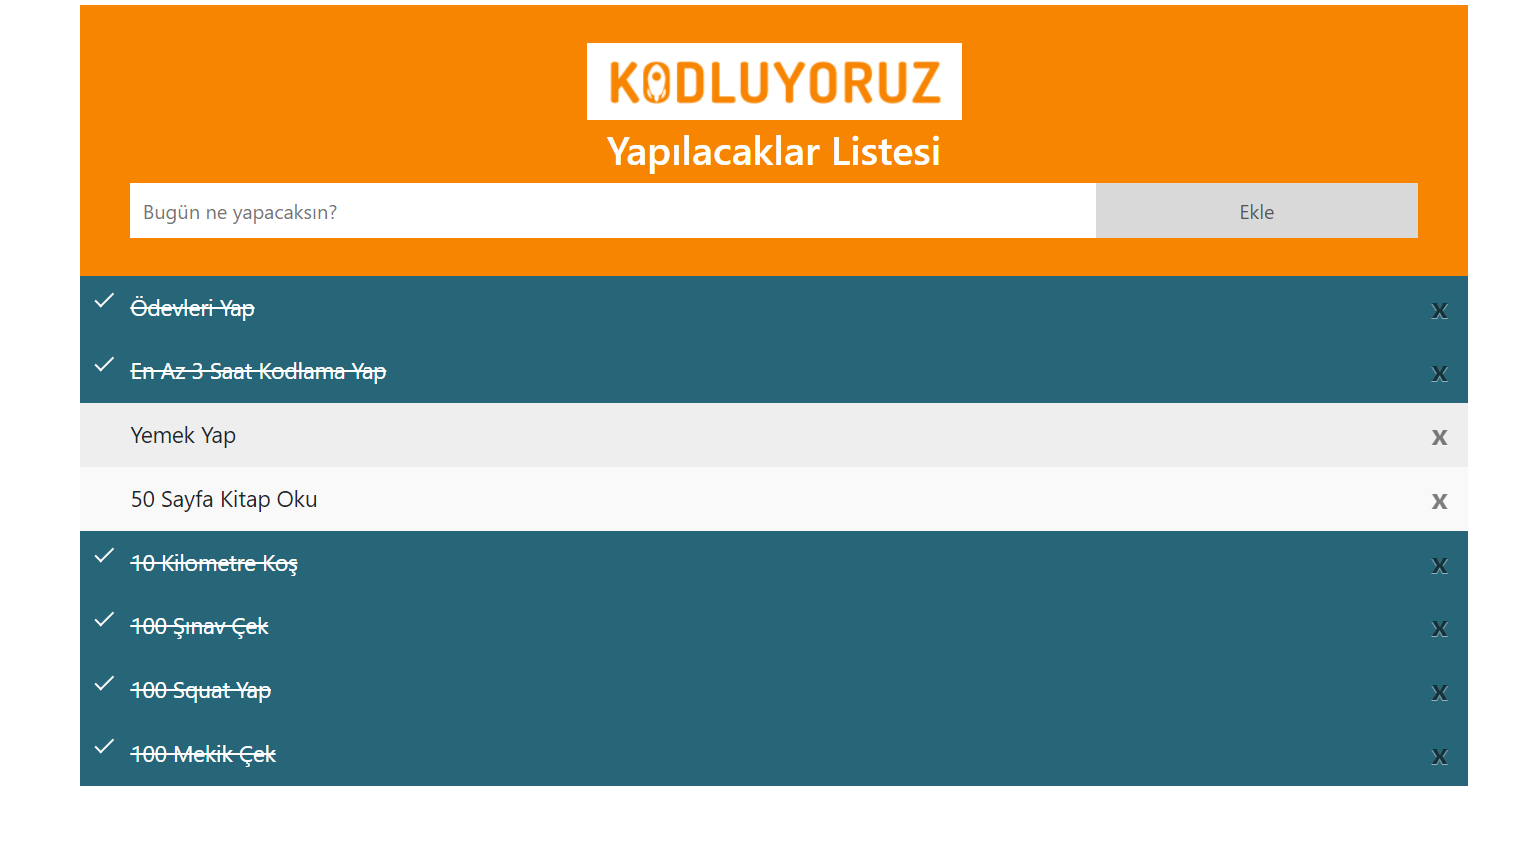 KODLUYORUZ
Yapılacaklar Listesi
Bugün ne yapacaksın? Ekle
Ödevleri Yap x
En Az 3 Saat Kodlama Yap x
Yemek Yap x
50 Sayfa Kitap Oku x
10 Kilometre Koş x
100 Şınav Çek x
100 Squat Yap x
100 Mekik Çek x